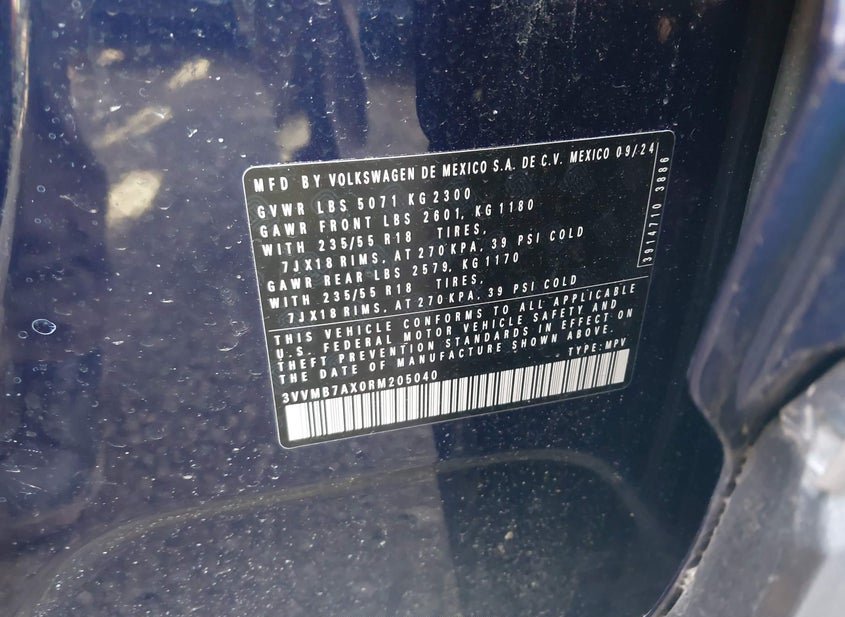 MFD BY VOLKSWAGEN DE MEXICO S.A. DE C.V. MEXICO 09/24
GVWR LBS 5071 KG 2300
GAWR FRONT LBS 2601, KG 1180
WITH 235/55 R18 TIRES,
7JX18 RIMS, AT 270 KPA, 39 PSI COLD
GAWR REAR LBS 2579, KG 1170
WITH 235/55 R18 TIRES,
7JX18 RIMS, AT 270 KPA, 39 PSI COLD
3914710 3886
THIS VEHICLE CONFORMS TO ALL APPLICABLE
U.S. FEDERAL MOTOR VEHICLE SAFETY AND
THEFT PREVENTION STANDARDS IN EFFECT ON
THE DATE OF MANUFACTURE SHOWN ABOVE.
3VVMB7AX0RM205040 TYPE: MPV